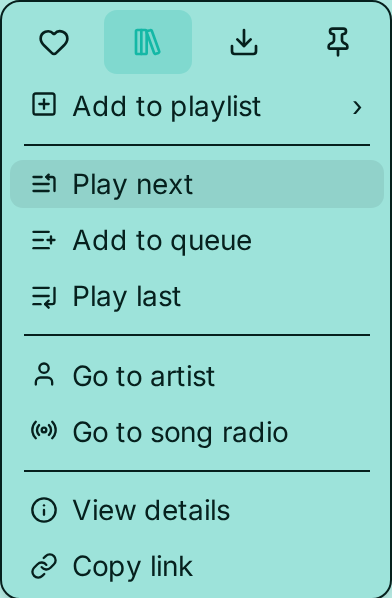 Add to playlist
Play next
Add to queue
Play last
Go to artist
Go to song radio
View details
Copy link